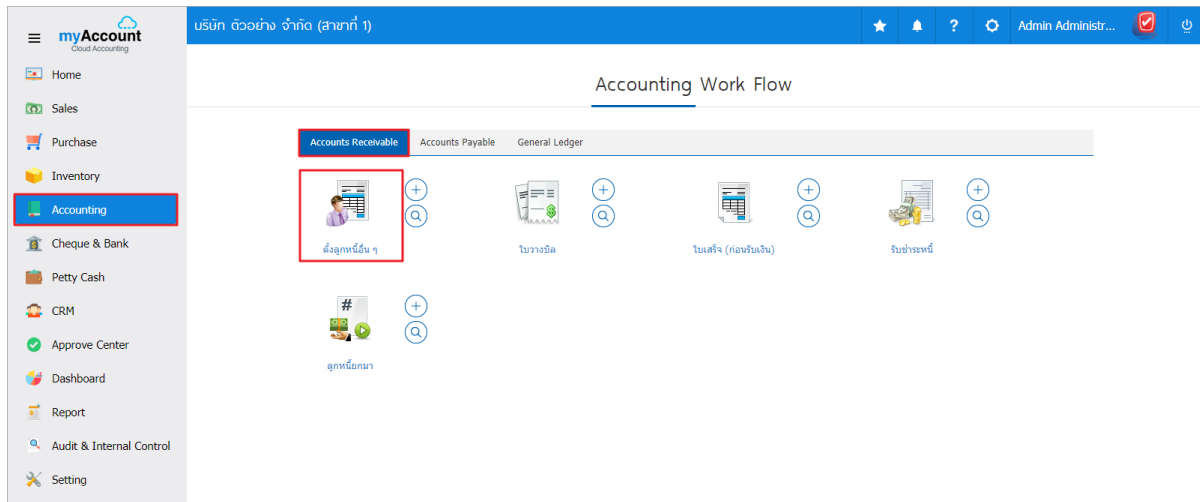 myAccount
Cloud Accounting
บริษัท ตัวอย่าง จำกัด (สาขาที่ 1)
?
Admin Administr...
Home
Sales
Purchase
Inventory
Accounting
Cheque & Bank
Petty Cash
CRM
Approve Center
Dashboard
Report
Audit & Internal Control
Setting
Accounting Work Flow
Accounts Receivable Accounts Payable General Ledger
ตั้งลูกหนี้อื่น ๆ
ใบวางบิล
ใบเสร็จ (ก่อนรับเงิน)
รับชำระหนี้
#
ลูกหนี้ยกมา